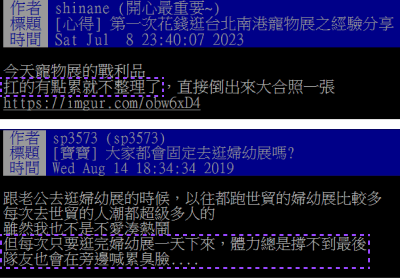 作者 shinane (開心最重要~)
標題 [心得] 第一次花錢逛台北南港寵物展之經驗分享
時間 Sat Jul  8 23:40:07 2023
今天寵物展的戰利品
扛的有點累就不整理了，直接倒出來大合照一張
https://imgur.com/obw6xD4
作者 sp3573 (sp3573)
標題 [寶寶] 大家都會固定去逛婦幼展嗎?
時間 Wed Aug 14 18:34:34 2019
跟老公去逛婦幼展的時候，以往都跑世貿的婦幼展比較多
每次去世貿的人潮都超級多人的
雖然我也不是不愛湊熱鬧
但每次只要逛完婦幼展一天下來，體力總是撐不到最後
隊友也會在旁邊喊累臭臉....